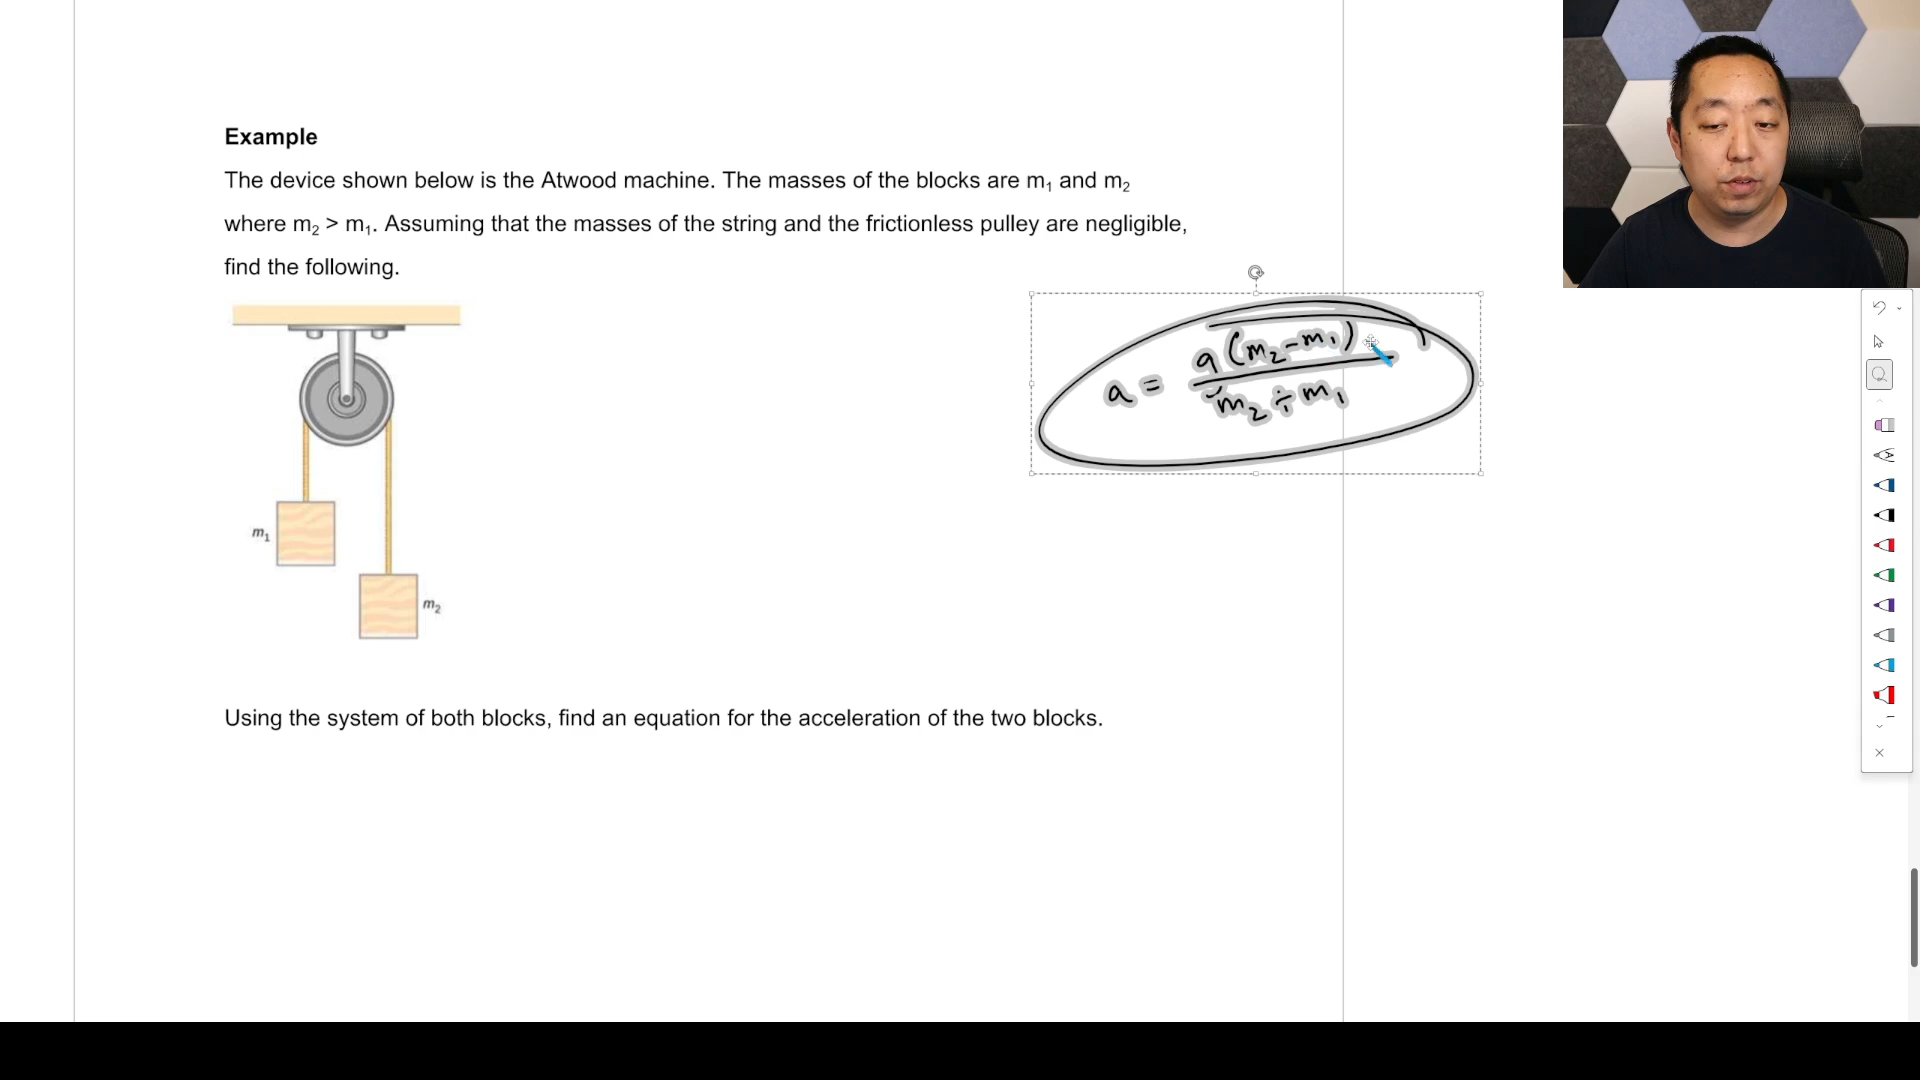 Example
The device shown below is the Atwood machine. The masses of the blocks are m₁ and m₂
where m₂ > m₁. Assuming that the masses of the string and the frictionless pulley are negligible,
find the following.
a = g(m₂-m₁)
m₂+m₁
m₁
m₂
Using the system of both blocks, find an equation for the acceleration of the two blocks.